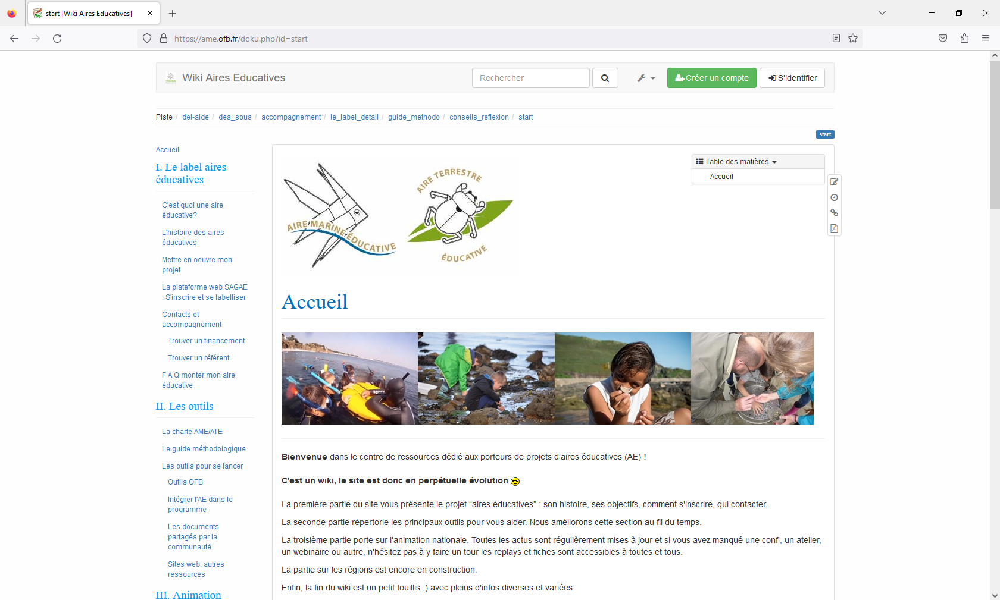 start [Wiki Aires Educatives]
https://ame.ofb.fr/doku.php?id=start
Wiki Aires Educatives
Rechercher
Créer un compte
S'identifier
Piste / del-aide / des_sous / accompagnement / le_label_detail / guide_methodo / conseils_reflexion / start
start
Accueil
I. Le label aires
éducatives
C'est quoi une aire
éducative?
L'histoire des aires
éducatives
Mettre en oeuvre mon
projet
La plateforme web SAGAE
: S'inscrire et se labelliser
Contacts et
accompagnement
Trouver un financement
Trouver un référent
F A Q monter mon aire
éducative
II. Les outils
La charte AME/ATE
Le guide méthodologique
Les outils pour se lancer
Outils OFB
Intégrer l'AE dans le
programme
Les documents
partagés par la
communauté
Sites web, autres
ressources
III. Animation
AIRE MARINE ÉDUCATIVE
AIRE TERRESTRE
ÉDUCATIVE
Table des matières
Accueil
Accueil
Bienvenue dans le centre de ressources dédié aux porteurs de projets d'aires éducatives (AE) !
C'est un wiki, le site est donc en perpétuelle évolution
La première partie du site vous présente le projet “aires éducatives” : son histoire, ses objectifs, comment s'inscrire, qui contacter.
La seconde partie répertorie les principaux outils pour vous aider. Nous améliorons cette section au fil du temps.
La troisième partie porte sur l'animation nationale. Toutes les actus sont régulièrement mises à jour et si vous avez manqué une conf', un atelier,
un webinaire ou autre, n'hésitez pas à y faire un tour les replays et fiches sont accessibles à toutes et tous.
La partie sur les régions est encore en construction.
Enfin, la fin du wiki est un petit fouillis :) avec pleins d'infos diverses et variées